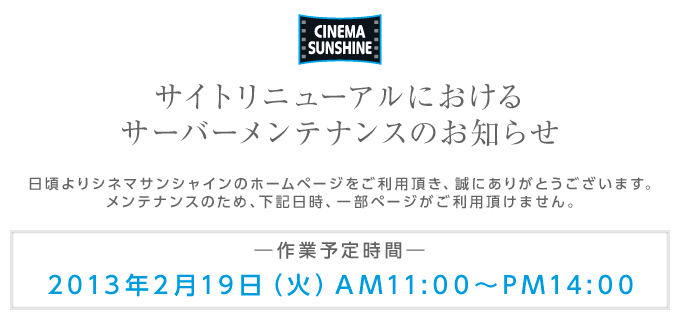 CINEMA
SUNSHINE
サイトリニューアルにおける
サーバーメンテナンスのお知らせ
日頃よりシネマサンシャインのホームページをご利用頂き、誠にありがとうございます。
メンテナンスのため、下記日時、一部ページがご利用頂けません。
―作業予定時間―
2013年2月19日（火）AM11:00～PM14:00